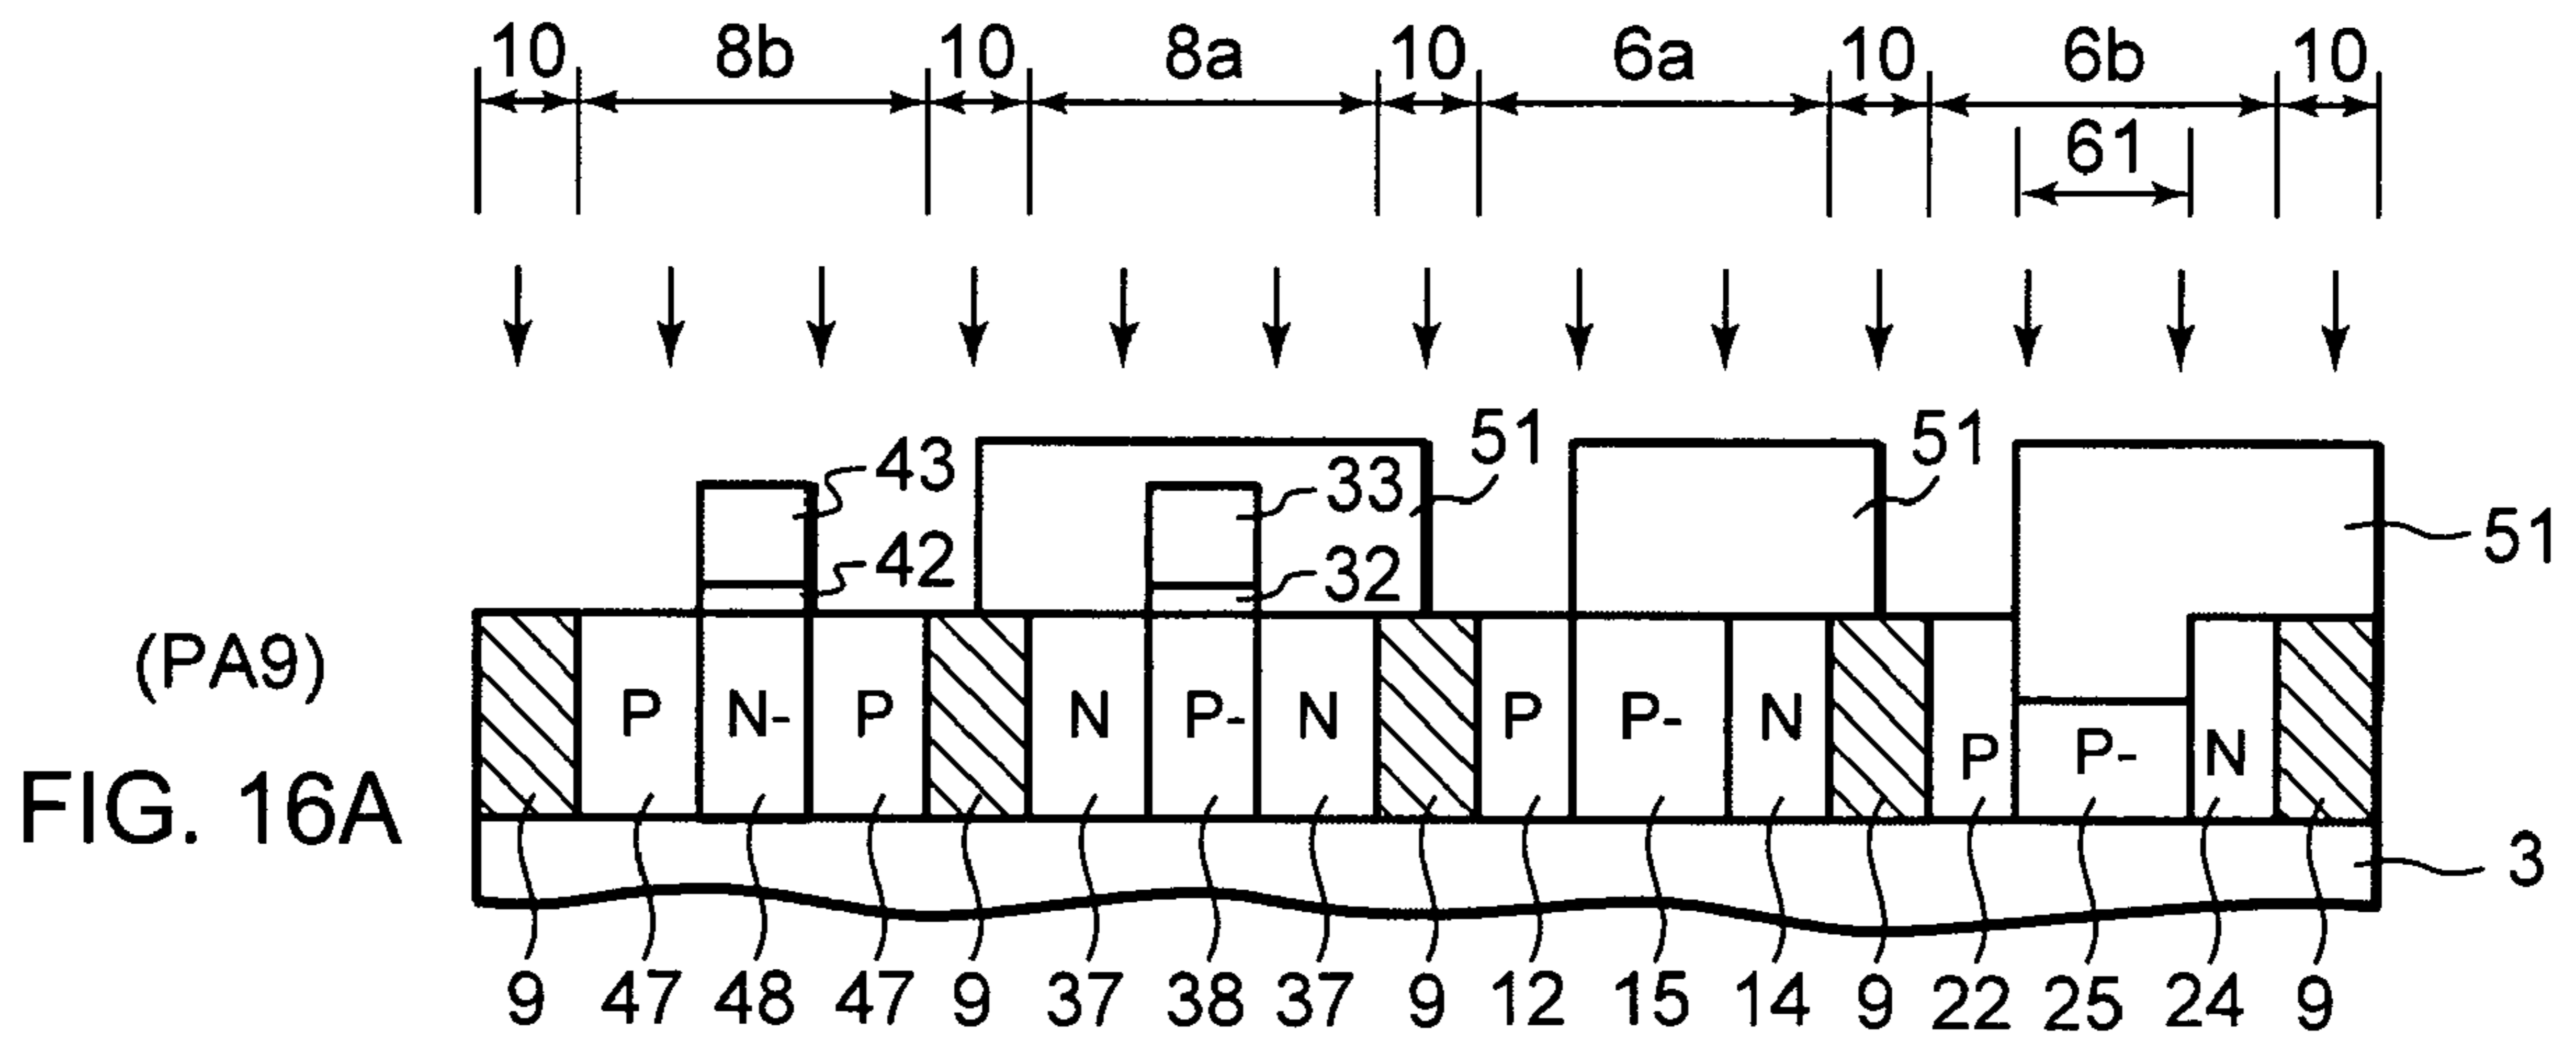 10 8b 10 8a 10 6a 10 6b 10
61
43 33 51 51
42 32 51
(PA9)
P N- P N P- N P P- N P P- N
FIG. 16A
3
9 47 48 47 9 37 38 37 9 12 15 14 9 22 25 24 9